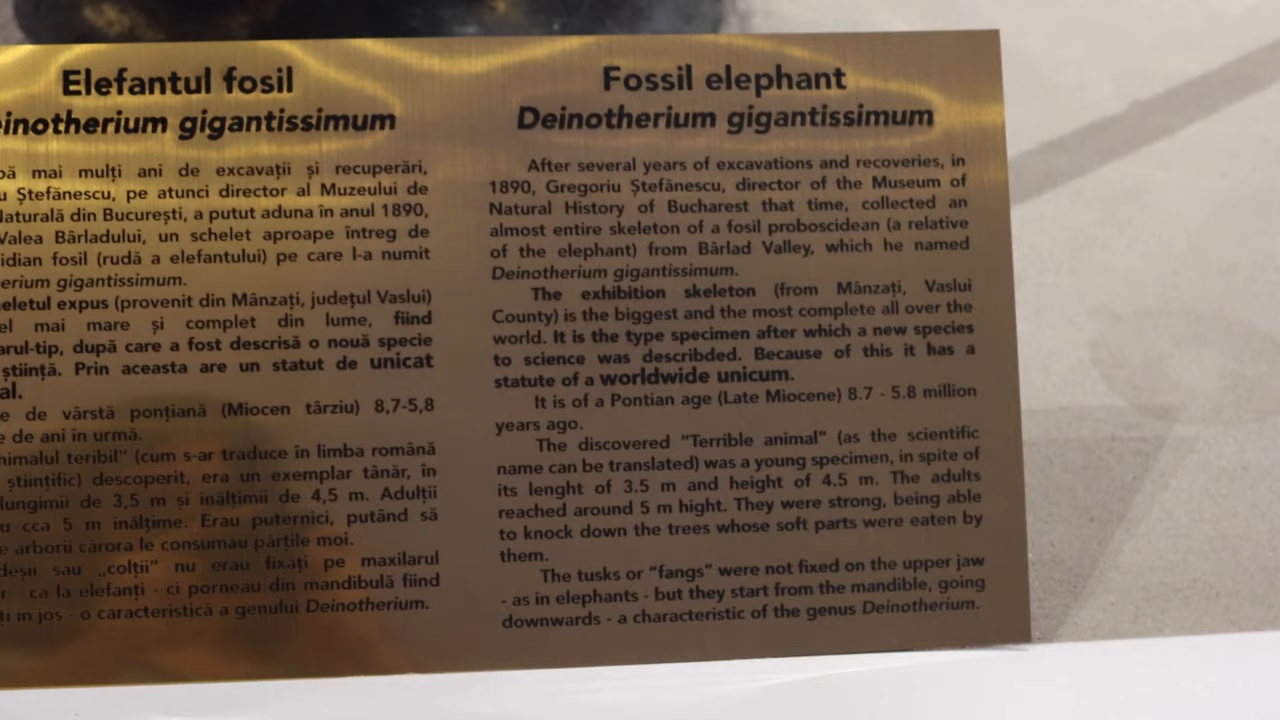 Elefantul fosil
gigantissimum
mai mulți ani de excavații și recuperări,
Ștefănescu, pe atunci director al Muzeului de
din București, a putut aduna în anul 1890,
Valea Bârladului, un schelet aproape întreg de
fosil (rudă a elefantului) pe care l-a numit
gigantissimum.
expus (provenit din Mânzați, județul Vaslui)
mai mare și complet din lume, fiind
după care a fost descrisă o nouă specie
știință. Prin aceasta are un statut de unicat
de vârstă ponțiană (Miocen târziu) 8,7-5,8
de ani în urmă.
teribil" (cum s-ar traduce în limba română
științific) descoperit, era un exemplar tânăr, în
lungimii de 3,5 m și înălțimii de 4,5 m. Adulții
cca 5 m înălțime. Erau puternici, putând să
arborii cărora le consumau părțile moi.
sau „colții" nu erau fixați pe maxilarul
ca la elefanți - ci porneau din mandibulă fiind
in jos - o caracteristică a genului Deinotherium.
Fossil elephant
Deinotherium gigantissimum
After several years of excavations and recoveries, in
1890, Gregoriu Ștefănescu, director of the Museum of
Natural History of Bucharest that time, collected an
almost entire skeleton of a fosil proboscidean (a relative
of the elephant) from Bârlad Valley, which he named
Deinotherium gigantissimum.
The exhibition skeleton (from Mânzați, Vaslui
County) is the biggest and the most complete all over the
world. It is the type specimen after which a new species
to science was describded. Because of this it has a
statute of a worldwide unicum.
It is of a Pontian age (Late Miocene) 8.7 - 5.8 million
years ago.
The discovered "Terrible animal" (as the scientific
name can be translated) was a young specimen, in spite of
its lenght of 3.5 m and height of 4.5 m. The adults
reached around 5 m hight. They were strong, being able
to knock down the trees whose soft parts were eaten by
them.
The tusks or "fangs" were not fixed on the upper jaw
- as in elephants - but they start from the mandible, going
downwards - a characteristic of the genus Deinotherium.